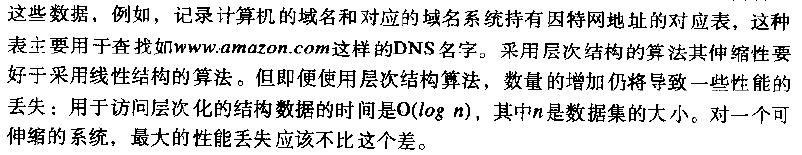 这些数据，例如，记录计算机的域名和对应的域名系统持有因特网地址的对应表，这种
表主要用于查找如www.amazon.com这样的DNS名字。采用层次结构的算法其伸缩性要
好于采用线性结构的算法。但即便使用层次结构算法，数量的增加仍将导致一些性能的
丢失：用于访问层次化的结构数据的时间是O(log n)，其中n是数据集的大小。对一个可
伸缩的系统，最大的性能丢失应该不比这个差。